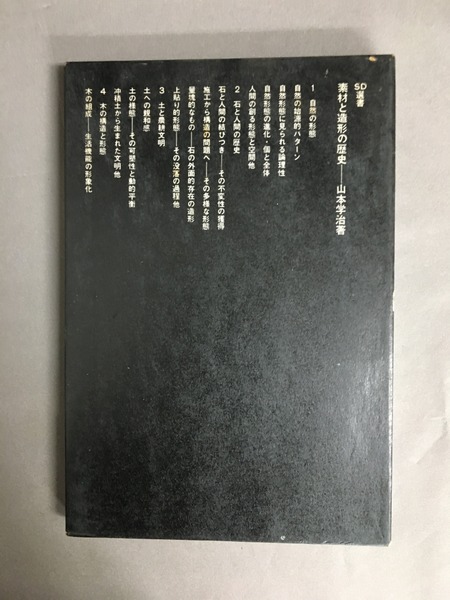 SD選書
素材と造形の歴史――山本学治著
1 自然の形態
自然の始源的パターン
自然形態に見られる論理性
自然形態の進化・個と全体
人間の創る形態と空間他
2 石と人間の歴史
石と人間の結びつき――その不変性の獲得
施工から構造の問題へ――その多様な形態
量塊的なもの――石の外面的存在の造形
上貼り的形態――その没落の過程他
3 土と農耕文明
土への親和感
土の様態――その可塑性と動的平衡
沖積土から生まれた文明他
4 木の構造と形態
木の組成――生活機能の形象化